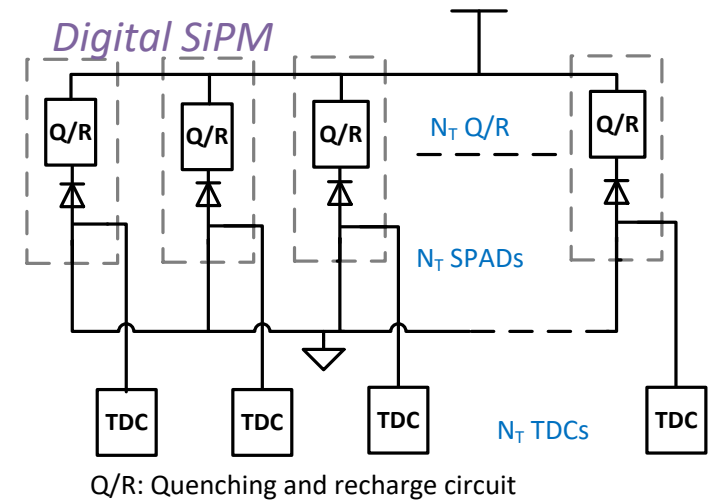 Digital SiPM
Q/R Q/R Q/R Q/R
N_T Q/R
N_T SPADs
TDC TDC TDC TDC
N_T TDCs
Q/R: Quenching and recharge circuit